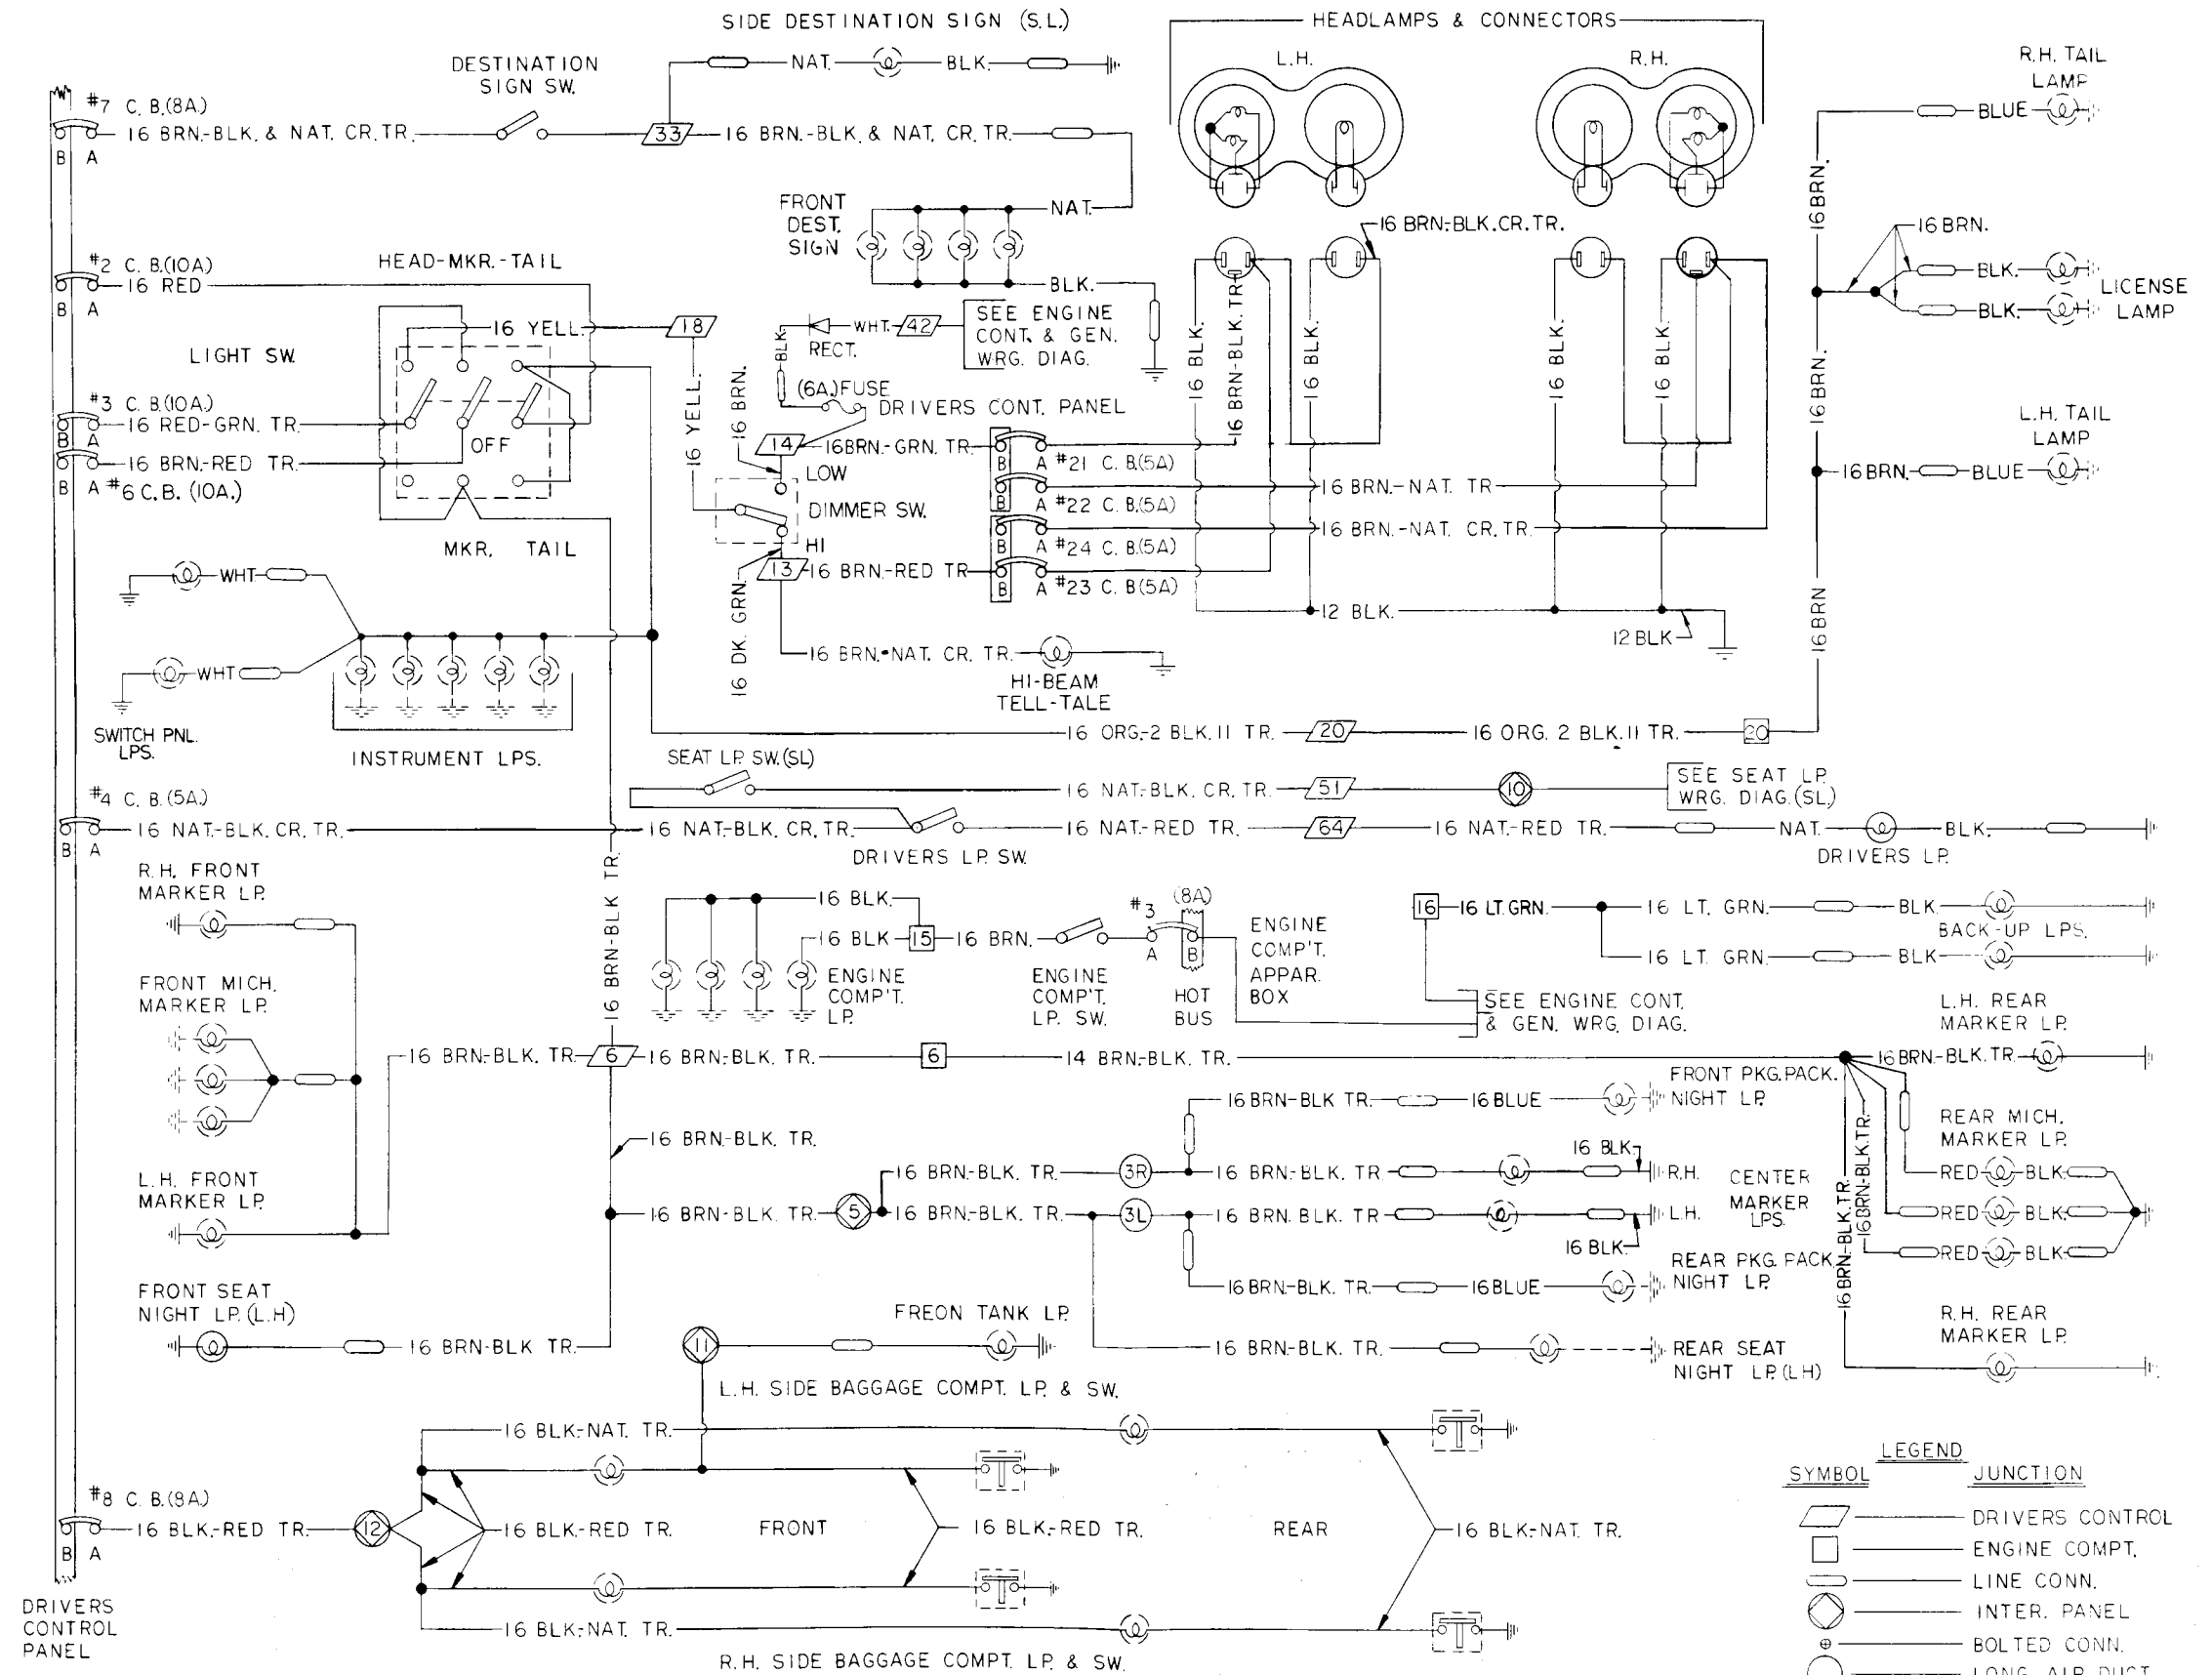 SIDE DESTINATION SIGN (S.L.)
HEADLAMPS & CONNECTORS
L.H.
R.H.
R.H. TAIL
LAMP
DESTINATION
SIGN SW.
NAT.
BLK.
BLUE
#7 C. B.(8A.)
16 BRN.-BLK. & NAT. CR. TR.
33
16 BRN.-BLK. & NAT. CR. TR.
B A
FRONT
DEST.
SIGN
NAT.
BLK.
16 BRN.-BLK. CR. TR.
16 BRN.
16 BRN.
BLK.
BLK.
LICENSE
LAMP
#2 C. B.(10A)
16 RED
B A
HEAD-MKR.-TAIL
16 YELL.
18
LIGHT SW.
BLK
RECT.
WHT.
42
SEE ENGINE
CONT. & GEN.
WRG. DIAG.
(6A.) FUSE
DRIVERS CONT. PANEL
16 YELL.
16 BRN.
16 BLK.
16 BRN-BLK. TR.
16 BLK.
16 BLK.
16 BLK.
16 BRN.
#3 C. B.(10A)
16 RED-GRN. TR.
B A
OFF
16 BRN.-RED TR.
B A #6 C. B. (10A.)
MKR. TAIL
14
16 BRN.-GRN. TR.
LOW
DIMMER SW.
HI
13
16 BRN.-RED TR
B A #21 C. B.(5A)
B A #22 C. B.(5A)
B A #24 C. B.(5A)
B A #23 C. B(5A)
16 BRN.-NAT. TR
16 BRN.-NAT. CR. TR.
L.H. TAIL
LAMP
16 BRN.
BLUE
16 BRN
12 BLK.
12 BLK
16 DK. GRN.
16 BRN.-NAT. CR. TR.
HI-BEAM
TELL-TALE
WHT
WHT
SWITCH PNL.
LPS.
INSTRUMENT LPS.
16 ORG.-2 BLK. II TR.
20
16 ORG. 2 BLK. II TR.
20
SEAT LP. SW. (SL)
16 NAT.-BLK. CR. TR.
51
10
SEE SEAT LP.
WRG. DIAG. (SL)
#4 C. B. (5A.)
B A
16 NAT.-BLK. CR. TR.
16 NAT.-BLK. CR. TR.
DRIVERS LP. SW.
16 NAT.-RED TR.
64
16 NAT.-RED TR.
NAT.
BLK.
DRIVERS LP.
16 BRN-BLK TR.
R. H. FRONT
MARKER LP.
FRONT MICH.
MARKER LP.
L. H. FRONT
MARKER LP.
16 BLK.
16 BLK
15
16 BRN.
#3
(8A)
A B
ENGINE
COMP'T.
LP.
ENGINE
COMP'T.
LP. SW.
HOT
BUS
ENGINE
COMP'T.
APPAR.
BOX
16
16 LT. GRN.
16 LT. GRN.
BLK.
BACK-UP LPS.
16 LT. GRN.
BLK
SEE ENGINE CONT.
& GEN. WRG. DIAG.
16 BRN.-BLK. TR.
6
16 BRN.-BLK. TR.
6
14 BRN.-BLK. TR.
L.H. REAR
MARKER LP.
16 BRN.-BLK. TR.
FRONT PKG. PACK.
NIGHT LP.
16 BRN-BLK TR.
16 BLUE
16 BRN.-BLK. TR.
16 BRN-BLK. TR.
5
16 BRN-BLK. TR.
3R
16 BRN-BLK. TR
16 BLK.
R.H.
CENTER
MARKER
LPS.
16 BRN-BLK. TR.
3L
16 BRN. BLK. TR
16 BLK.
L.H.
REAR PKG. PACK.
NIGHT LP.
16 BRN-BLK. TR.
16 BLUE
16 BRN-BLK. TR.
16 BRN-BLK. TR.
REAR MICH.
MARKER LP.
RED
BLK.
RED
BLK.
RED
BLK.
R. H. REAR
MARKER LP.
FRONT SEAT
NIGHT LP. (L.H)
16 BRN-BLK TR.
11
FREON TANK LP.
16 BRN-BLK. TR.
REAR SEAT
NIGHT LP. (LH)
L. H. SIDE BAGGAGE COMPT. LP. & SW.
16 BLK.-NAT. TR.
#8 C. B.(8A.)
B A
16 BLK.-RED TR.
12
16 BLK.-RED TR.
FRONT
16 BLK.-RED TR.
REAR
16 BLK.-NAT. TR.
16 BLK.-NAT. TR.
R. H. SIDE BAGGAGE COMPT. LP. & SW.
DRIVERS
CONTROL
PANEL
LEGEND
SYMBOL JUNCTION
DRIVERS CONTROL
ENGINE COMPT.
LINE CONN.
INTER. PANEL
BOLTED CONN.
LONG. AIR DUCT